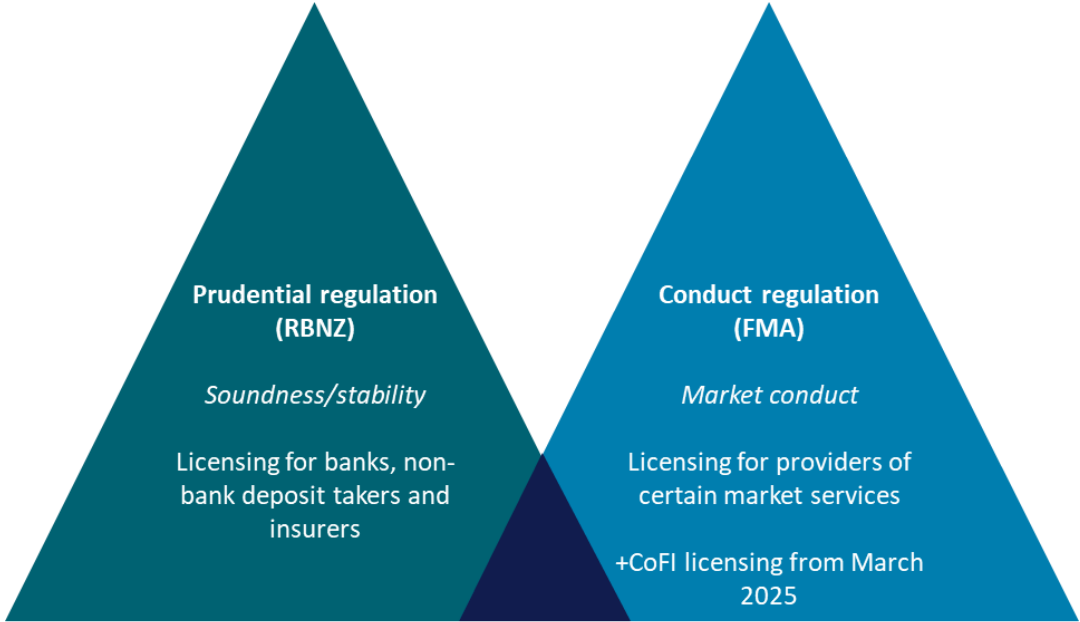 Prudential regulation
(RBNZ)
Soundness/stability
Licensing for banks, non-
bank deposit takers and
insurers
Conduct regulation
(FMA)
Market conduct
Licensing for providers of
certain market services
+CoFI licensing from March
2025